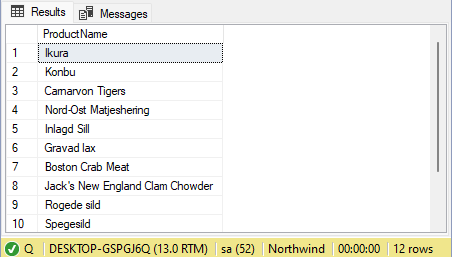 Results Messages
ProductName
1 Ikura
2 Konbu
3 Carnarvon Tigers
4 Nord-Ost Matjeshering
5 Inlagd Sill
6 Gravad lax
7 Boston Crab Meat
8 Jack's New England Clam Chowder
9 Rogede sild
10 Spegesild
Q DESKTOP-GSPGJ6Q (13.0 RTM) sa (52) Northwind 00:00:00 12 rows